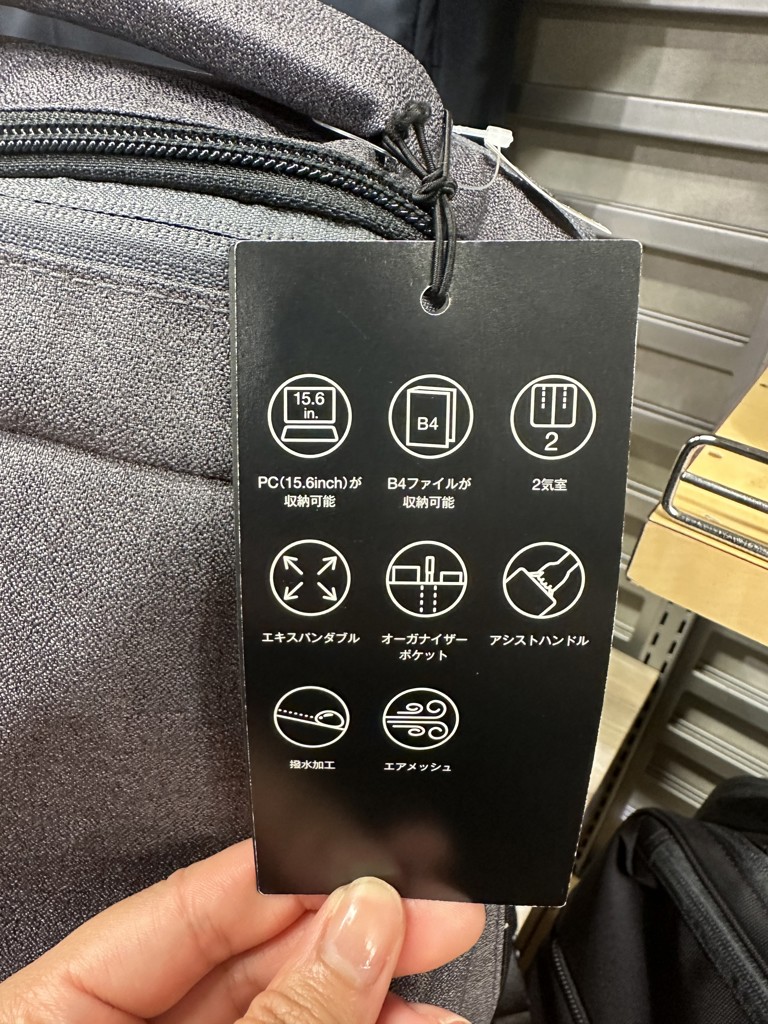 15.6
in.
B4
2
PC(15.6inch)が
収納可能
B4ファイルが
収納可能
2気室
エキスパンダブル
オーガナイザー
ポケット
アシストハンドル
撥水加工
エアメッシュ